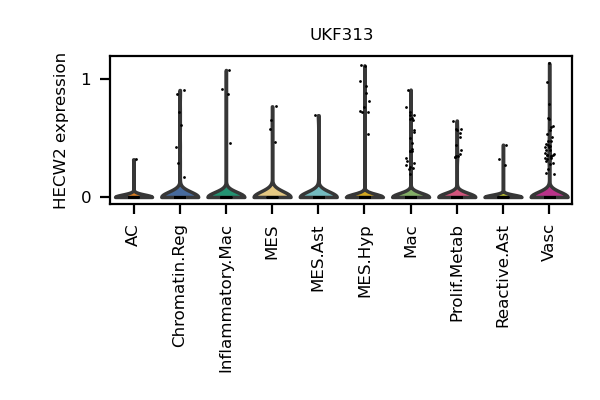 UKF313
HECW2 expression
1
0
AC
Chromatin.Reg
Inflammatory.Mac
MES
MES.Ast
MES.Hyp
Mac
Prolif.Metab
Reactive.Ast
Vasc